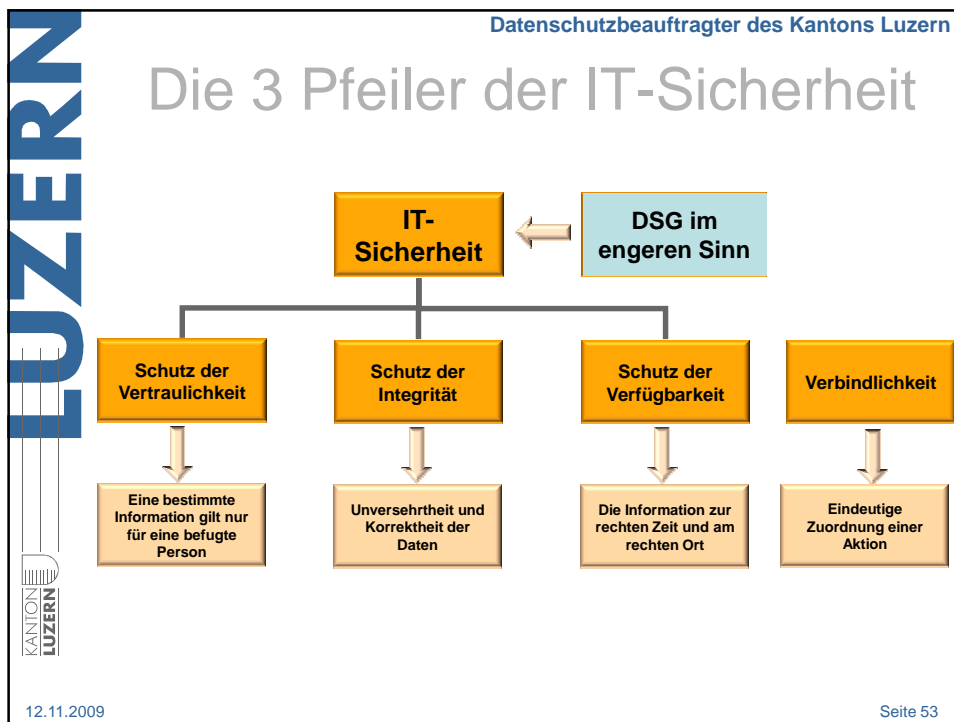 Datenschutzbeauftragter des Kantons Luzern
LUZERN
Die 3 Pfeiler der IT-Sicherheit
IT-
Sicherheit
DSG im
engeren Sinn
Schutz der
Vertraulichkeit
Schutz der
Integrität
Schutz der
Verfügbarkeit
Verbindlichkeit
Eine bestimmte
Information gilt nur
für eine befugte
Person
Unversehrtheit und
Korrektheit der
Daten
Die Information zur
rechten Zeit und am
rechten Ort
Eindeutige
Zuordnung einer
Aktion
KANTON
LUZERN
12.11.2009
Seite 53